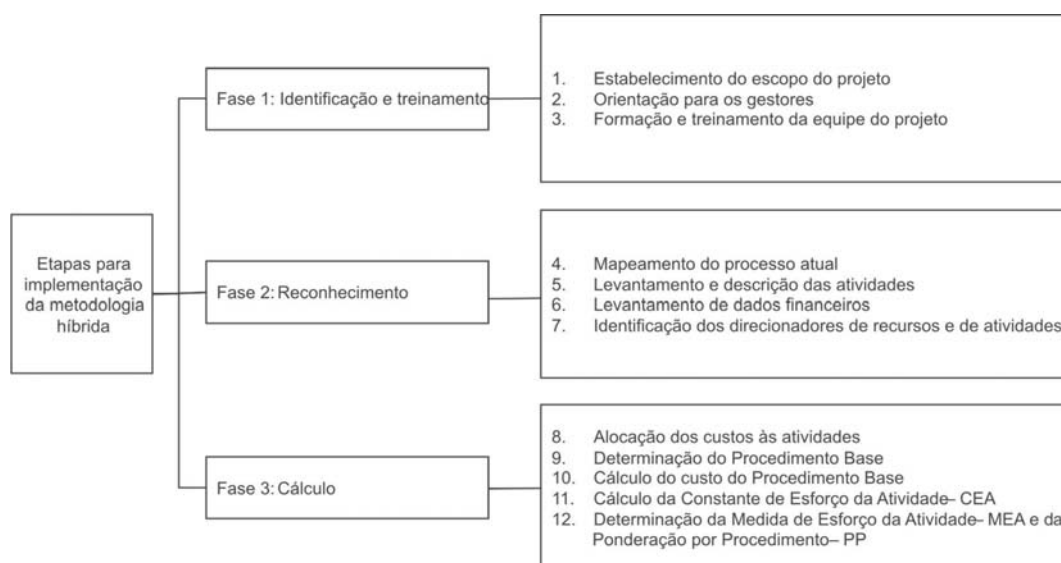 Etapas para
implementação
da metodologia
híbrida
Fase 1: Identificação e treinamento
1. Estabelecimento do escopo do projeto
2. Orientação para os gestores
3. Formação e treinamento da equipe do projeto
Fase 2: Reconhecimento
4. Mapeamento do processo atual
5. Levantamento e descrição das atividades
6. Levantamento de dados financeiros
7. Identificação dos direcionadores de recursos e de atividades
Fase 3: Cálculo
8. Alocação dos custos às atividades
9. Determinação do Procedimento Base
10. Cálculo do custo do Procedimento Base
11. Cálculo da Constante de Esforço da Atividade– CEA
12. Determinação da Medida de Esforço da Atividade– MEA e da
Ponderação por Procedimento– PP